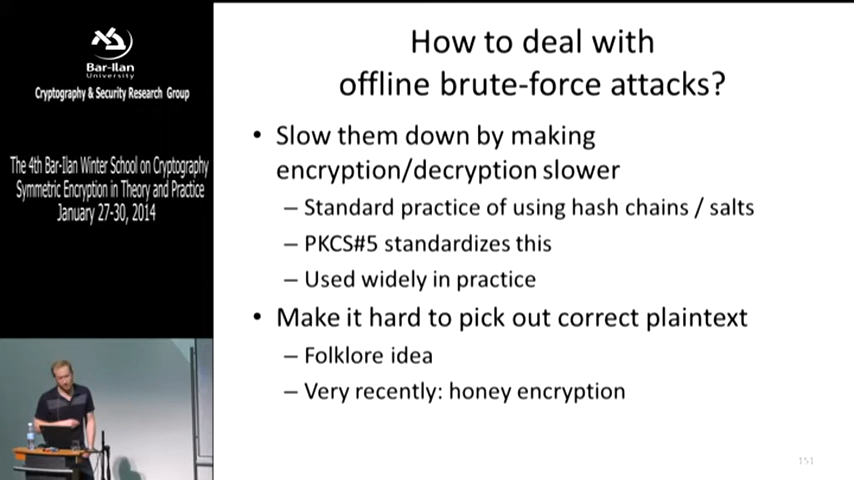 Bar-Ilan
University
Cryptography & Security Research Group
The 4th Bar-Ilan Winter School on Cryptography
Symmetric Encryption in Theory and Practice
January 27-30, 2014
How to deal with
offline brute-force attacks?
• Slow them down by making
encryption/decryption slower
– Standard practice of using hash chains / salts
– PKCS#5 standardizes this
– Used widely in practice
• Make it hard to pick out correct plaintext
– Folklore idea
– Very recently: honey encryption
151